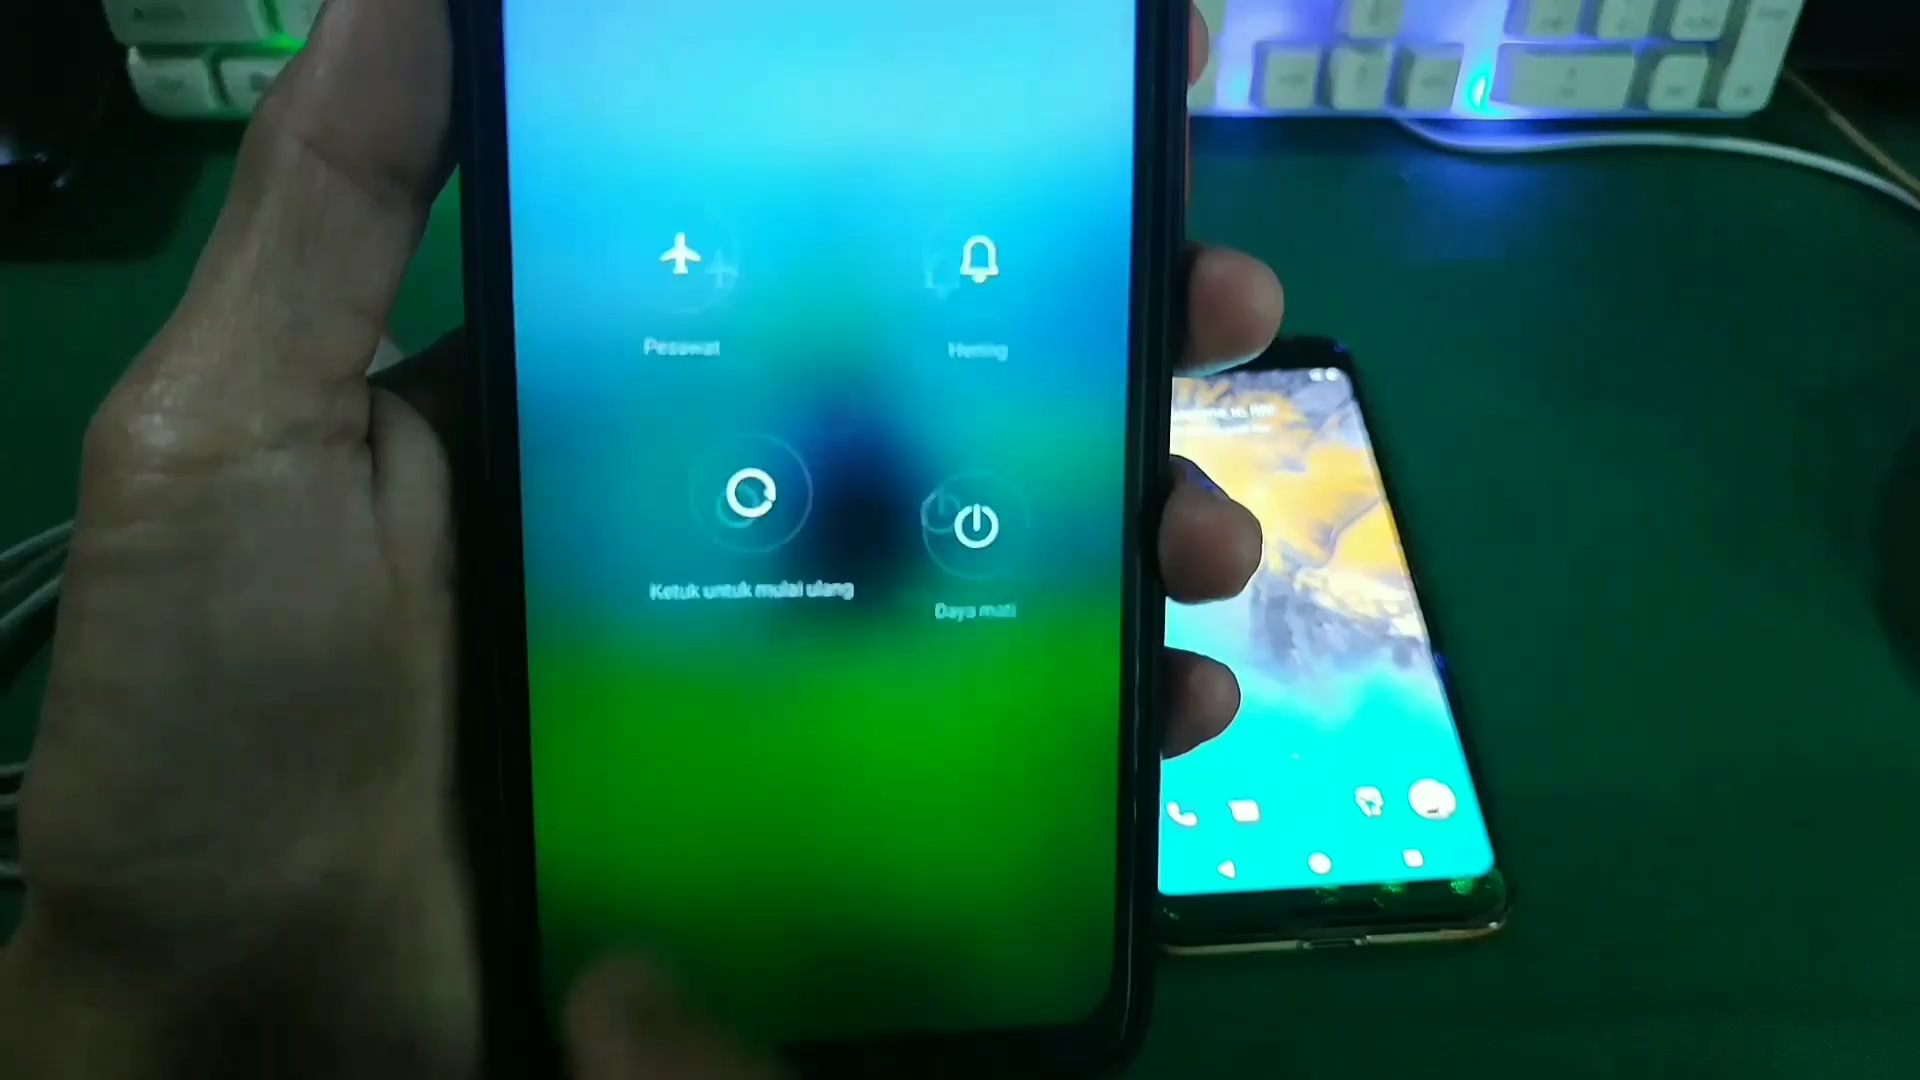 Pesawat
Hening
Ketuk untuk mulai ulang
Daya mati